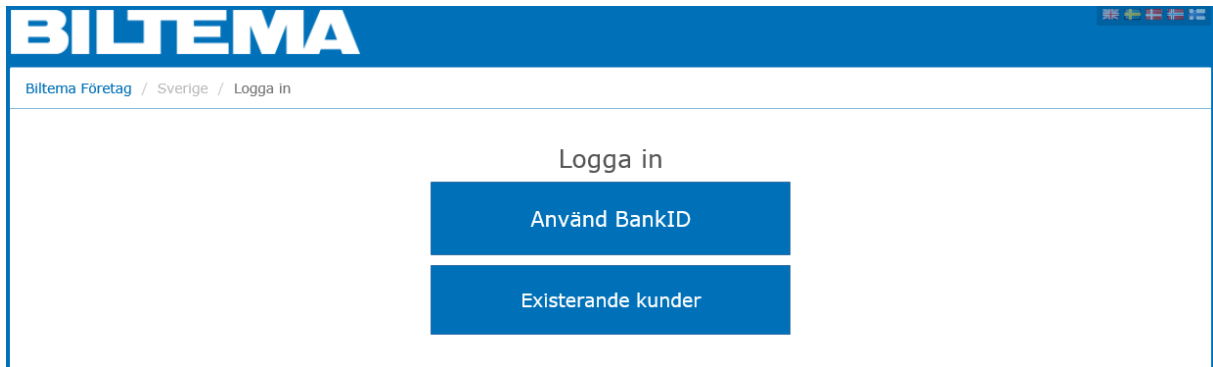 BILTEMA
Biltema Företag / Sverige / Logga in
Logga in
Använd BankID
Existerande kunder